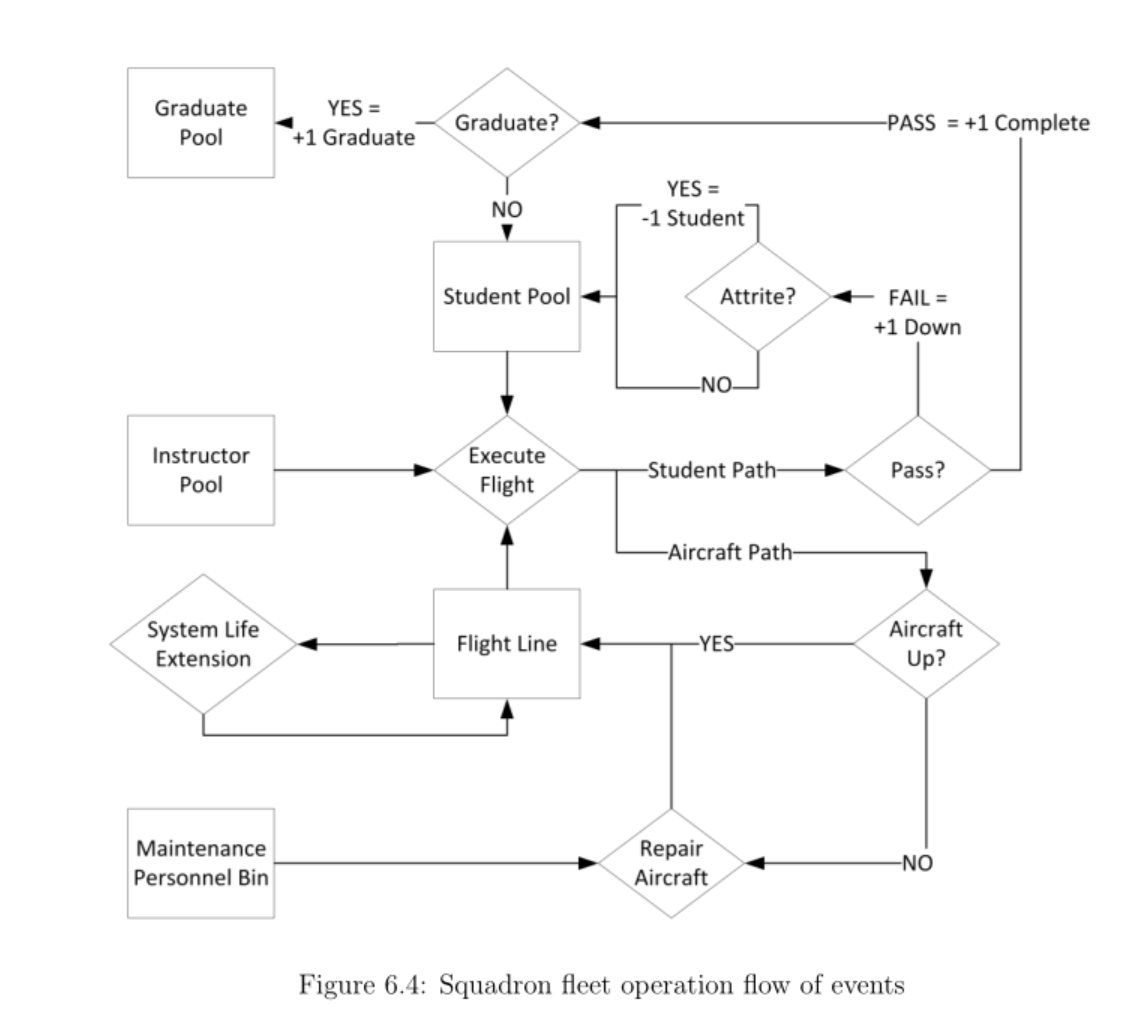 Graduate
Pool
YES =
+1 Graduate
Graduate?
PASS = +1 Complete
NO
YES =
-1 Student
Student Pool
Attrite?
FAIL =
+1 Down
NO
Instructor
Pool
Execute
Flight
Student Path
Pass?
Aircraft Path
System Life
Extension
Flight Line
YES
Aircraft
Up?
Maintenance
Personnel Bin
Repair
Aircraft
NO
Figure 6.4: Squadron fleet operation flow of events